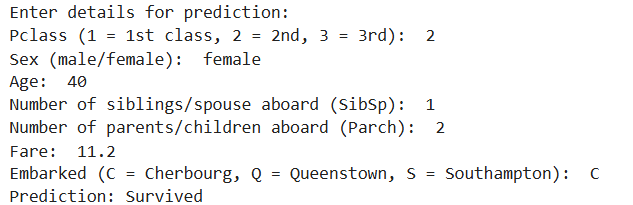 Enter details for prediction:
Pclass (1 = 1st class, 2 = 2nd, 3 = 3rd):  2
Sex (male/female):  female
Age:  40
Number of siblings/spouse aboard (SibSp):  1
Number of parents/children aboard (Parch):  2
Fare:  11.2
Embarked (C = Cherbourg, Q = Queenstown, S = Southampton):  C
Prediction: Survived